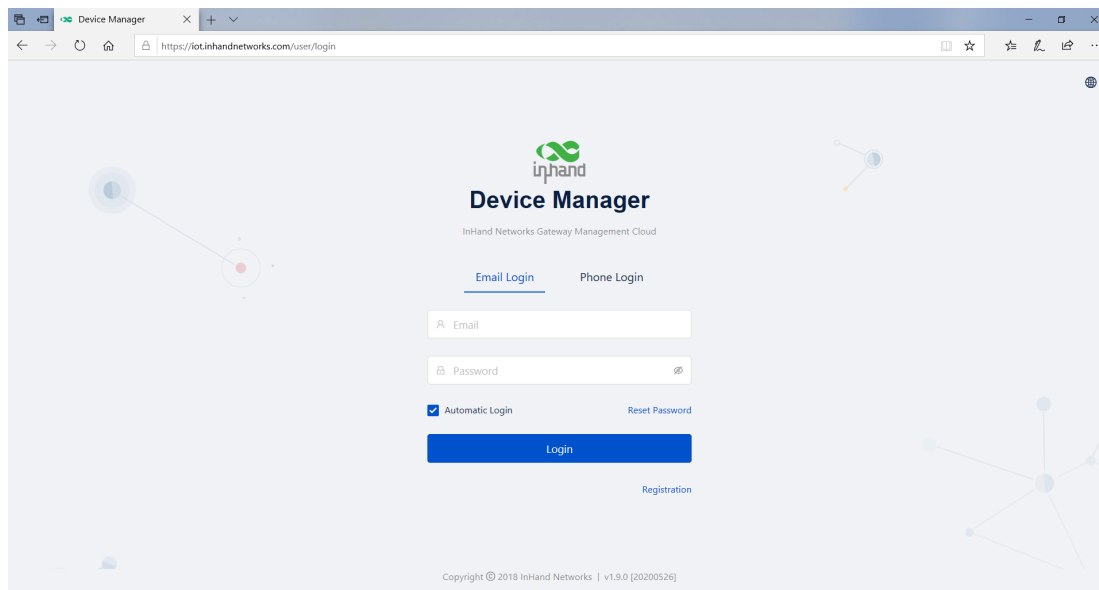 Device Manager
https://iot.inhandnetworks.com/user/login
inhand
Device Manager
InHand Networks Gateway Management Cloud
Email Login Phone Login
Email
Password
Automatic Login Reset Password
Login
Registration
Copyright © 2018 InHand Networks | v1.9.0 [20200526]